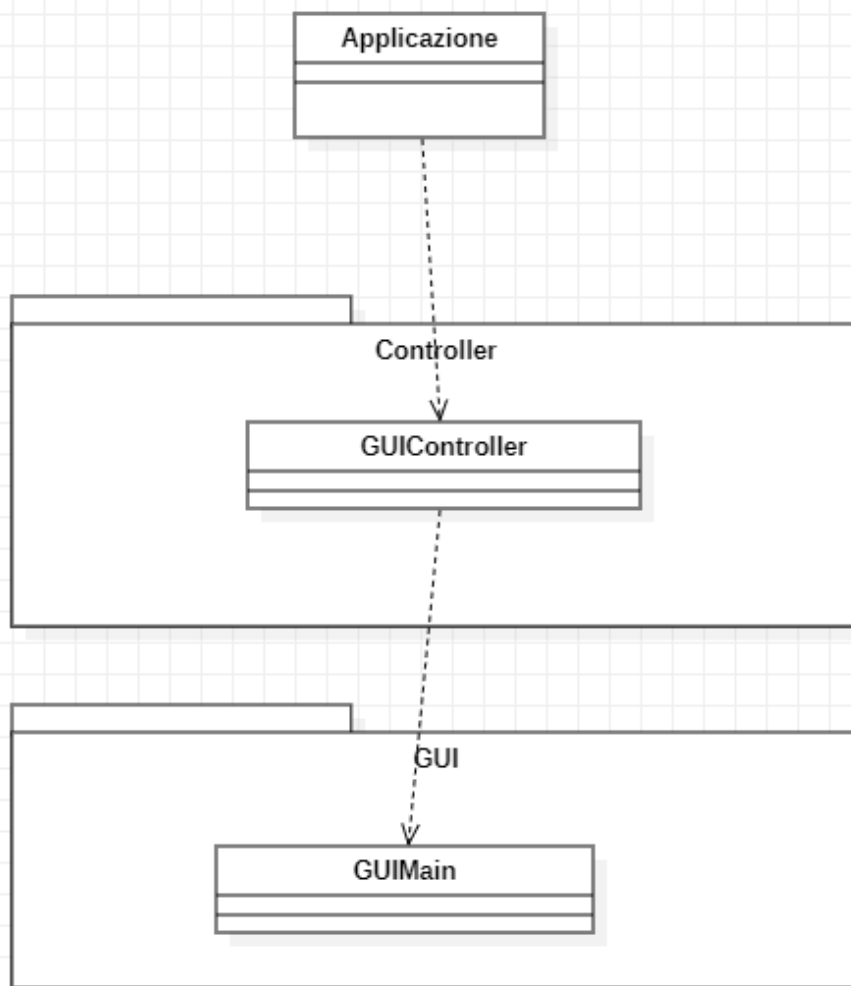 Applicazione
Controller
GUIController
GUI
GUIMain